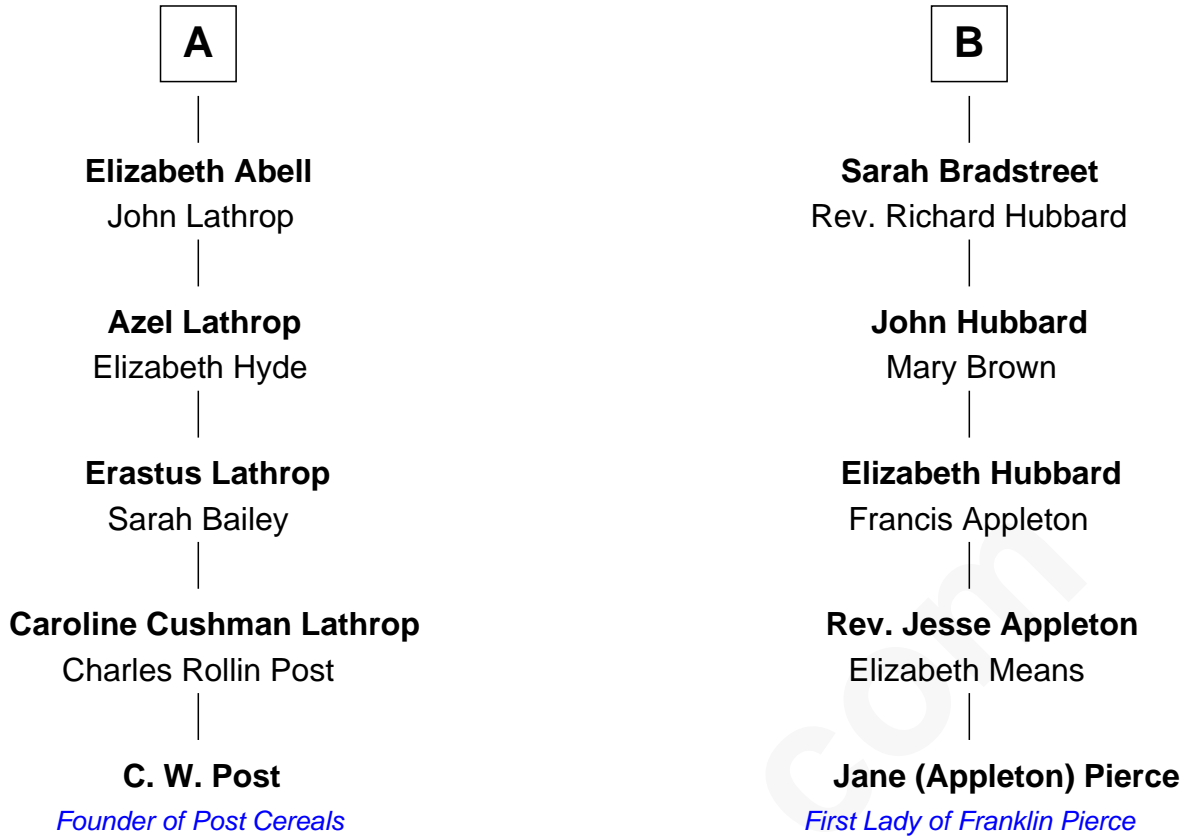 A
Elizabeth Abell
John Lathrop
Azel Lathrop
Elizabeth Hyde
Erastus Lathrop
Sarah Bailey
Caroline Cushman Lathrop
Charles Rollin Post
C. W. Post
Founder of Post Cereals
B
Sarah Bradstreet
Rev. Richard Hubbard
John Hubbard
Mary Brown
Elizabeth Hubbard
Francis Appleton
Rev. Jesse Appleton
Elizabeth Means
Jane (Appleton) Pierce
First Lady of Franklin Pierce
com